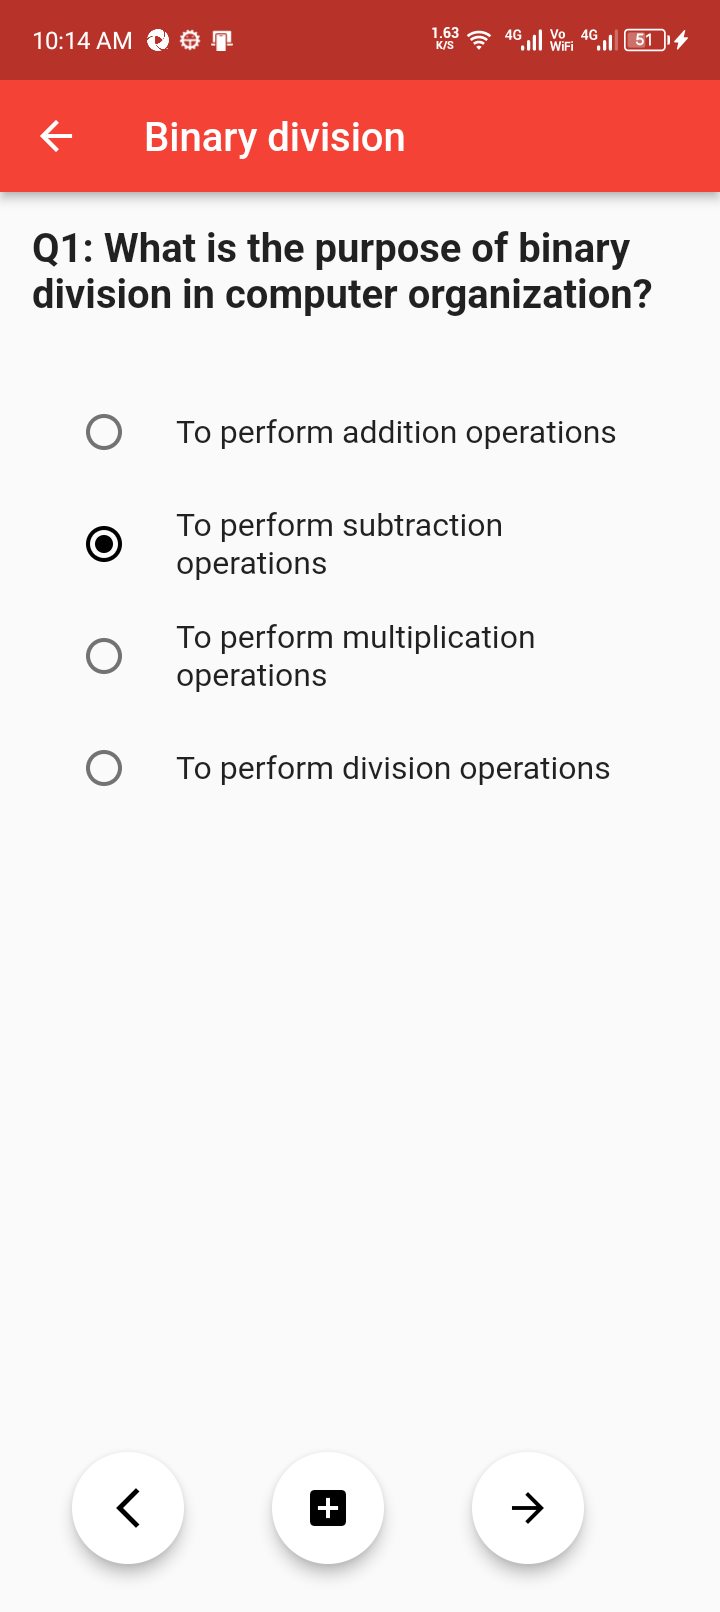 10:14 AM 1.63 K/S 4G Vo WiFi 4G 51
Binary division
Q1: What is the purpose of binary
division in computer organization?
To perform addition operations
To perform subtraction
operations
To perform multiplication
operations
To perform division operations